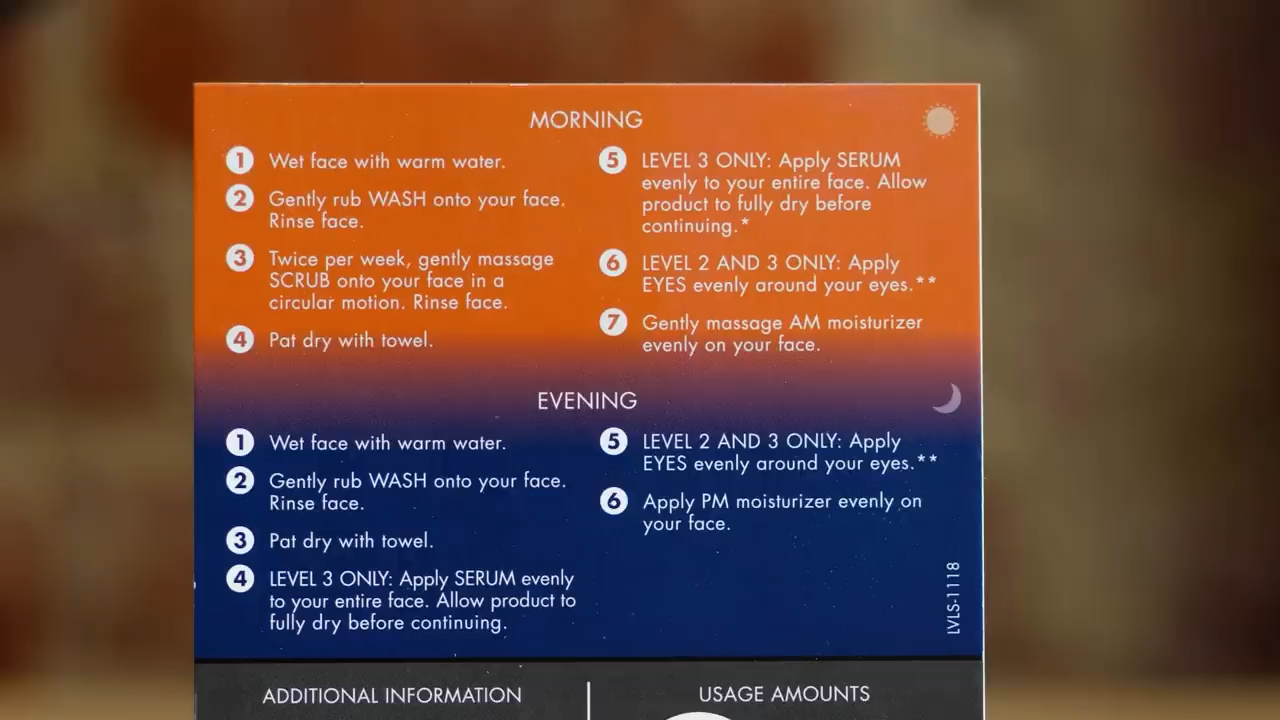 MORNING
1 Wet face with warm water.
2 Gently rub WASH onto your face.
Rinse face.
3 Twice per week, gently massage
SCRUB onto your face in a
circular motion. Rinse face.
4 Pat dry with towel.
5 LEVEL 3 ONLY: Apply SERUM
evenly to your entire face. Allow
product to fully dry before
continuing.*
6 LEVEL 2 AND 3 ONLY: Apply
EYES evenly around your eyes.**
7 Gently massage AM moisturizer
evenly on your face.
EVENING
1 Wet face with warm water.
2 Gently rub WASH onto your face.
Rinse face.
3 Pat dry with towel.
4 LEVEL 3 ONLY: Apply SERUM evenly
to your entire face. Allow product to
fully dry before continuing.
5 LEVEL 2 AND 3 ONLY: Apply
EYES evenly around your eyes.**
6 Apply PM moisturizer evenly on
your face.
LVLS-1118
ADDITIONAL INFORMATION
USAGE AMOUNTS